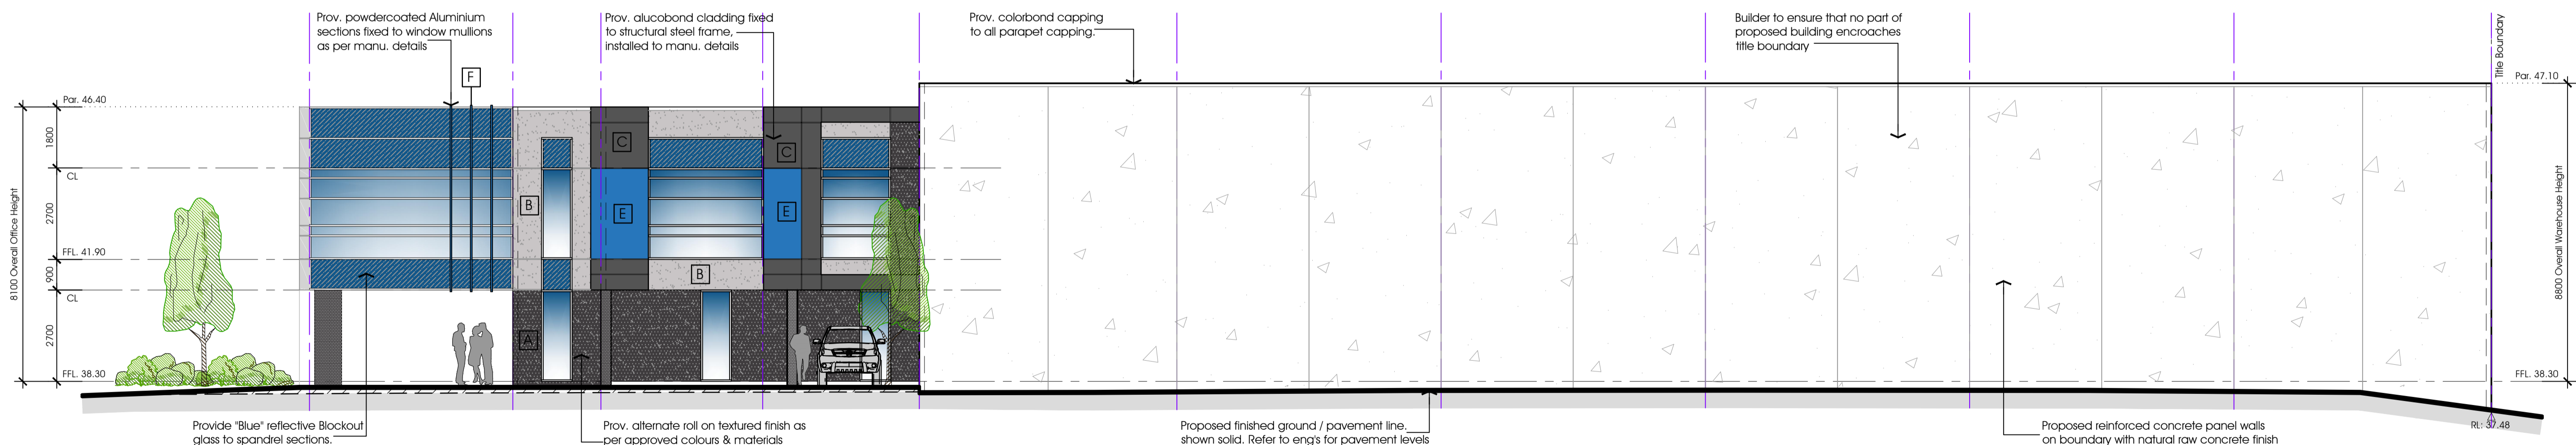 Prov. powdercoated Aluminium
sections fixed to window mullions
as per manu. details
Prov. alucobond cladding fixed
to structural steel frame,
installed to manu. details
Prov. colorbond capping
to all parapet capping.
Builder to ensure that no part of
proposed building encroaches
title boundary
Title Boundary
F
Par. 46.40
Par. 47.10
1800
CL
2700
FFL. 41.90
900
CL
2700
FFL. 38.30
8100 Overall Office Height
C
C
B
E
E
B
A
8800 Overall Warehouse Height
FFL. 38.30
Provide "Blue" reflective Blockout
glass to spandrel sections.
Prov. alternate roll on textured finish as
per approved colours & materials
Proposed finished ground / pavement line.
shown solid. Refer to eng's for pavement levels
Proposed reinforced concrete panel walls
on boundary with natural raw concrete finish
RL: 37.48